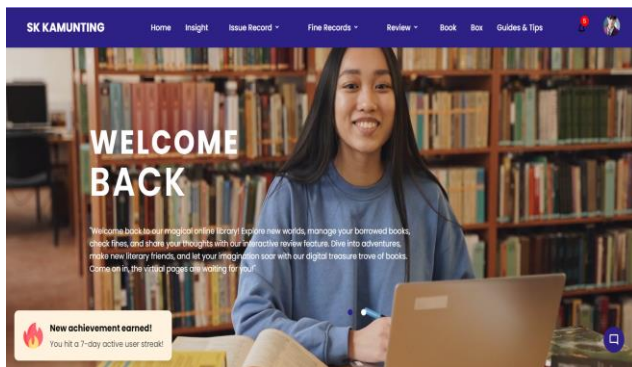 SK KAMUNTING
Home Insight Issue Record Fine Records Review Book Box Guides & Tips
WELCOME
BACK
"Welcome back to our magical online library! Explore new worlds, manage your borrowed books,
check fines, and share your thoughts with our interactive review feature. Dive into adventures,
make new literary friends, and let your imagination soar with our digital treasure trove of books.
Come on in, the virtual pages are waiting for you!"
New achievement earned!
You hit a 7-day active user streak!